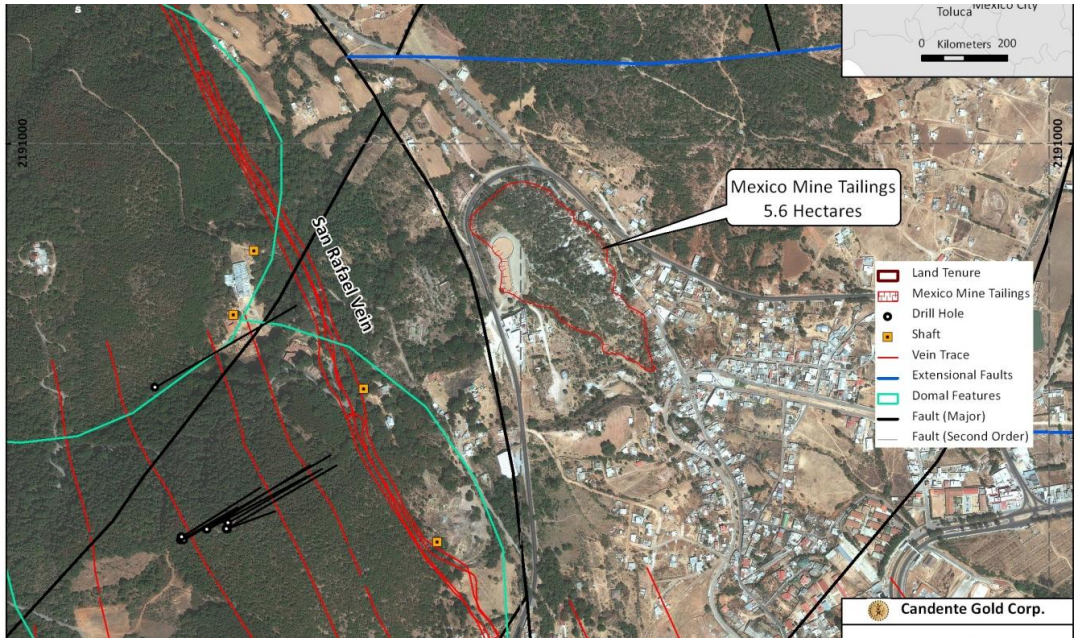 s
Toluca
Mexico City
0 Kilometers 200
2191000
2191000
San Rafael Vein
Mexico Mine Tailings
5.6 Hectares
Land Tenure
Mexico Mine Tailings
Drill Hole
Shaft
Vein Trace
Extensional Faults
Domal Features
Fault (Major)
Fault (Second Order)
Candente Gold Corp.